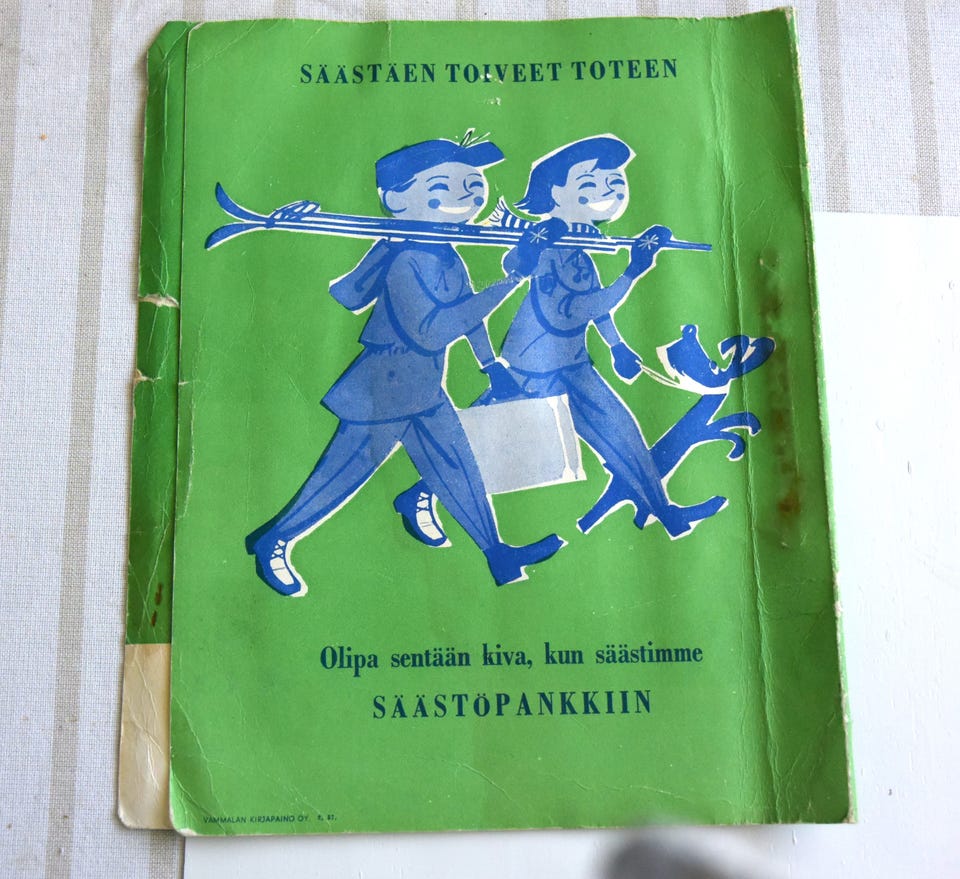 SÄÄSTÄEN TOIVEET TOTEEN
Olipa sentään kiva, kun säästimme
SÄÄSTÖPANKKIIN
VAMMALAN KIRJAPAINO OY